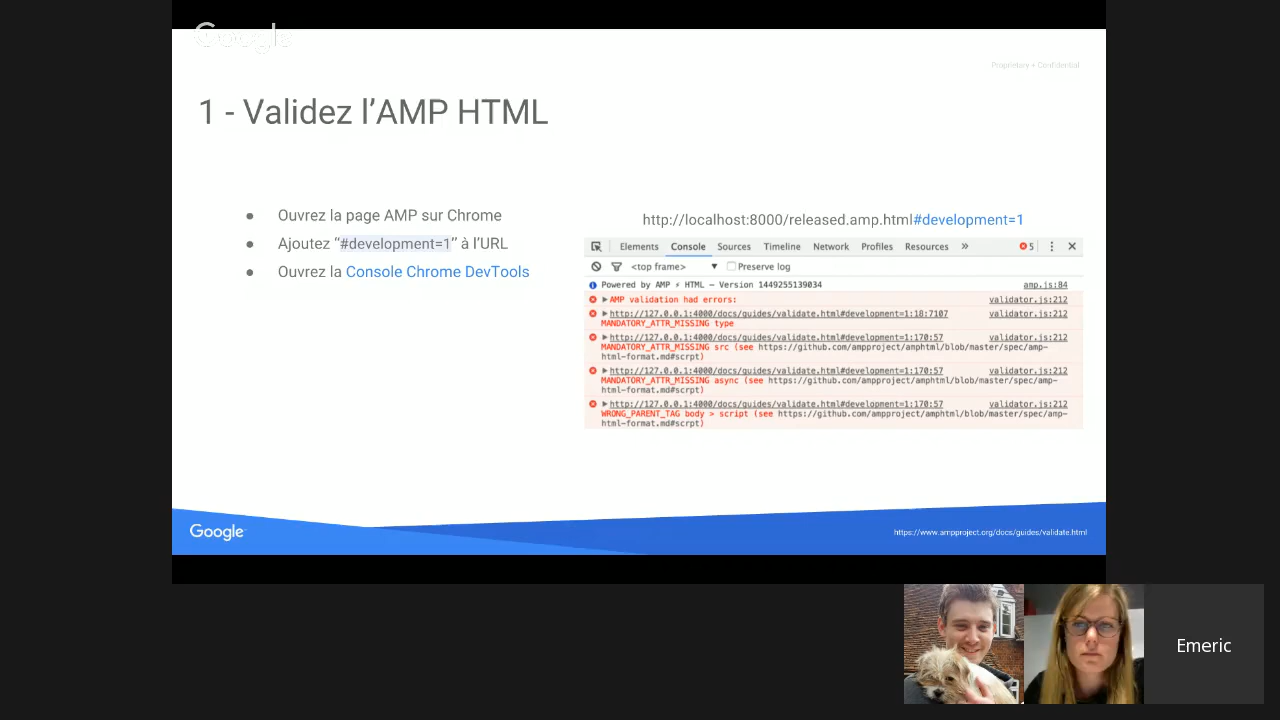 Google
Proprietary + Confidential
1 - Validez l’AMP HTML
● Ouvrez la page AMP sur Chrome
● Ajoutez “#development=1” à l’URL
● Ouvrez la Console Chrome DevTools
http://localhost:8000/released.amp.html#development=1
Elements Console Sources Timeline Network Profiles Resources » 5
<top frame> ▼ Preserve log
Powered by AMP ⚡ HTML – Version 1449255139034 amp.js:84
▶AMP validation had errors: validator.js:212
▶http://127.0.0.1:4000/docs/guides/validate.html#development=1:18:7107 validator.js:212
MANDATORY_ATTR_MISSING type
▶http://127.0.0.1:4000/docs/guides/validate.html#development=1:170:57 validator.js:212
MANDATORY_ATTR_MISSING src (see https://github.com/ampproject/amphtml/blob/master/spec/amp-
html-format.md#scrpt)
▶http://127.0.0.1:4000/docs/guides/validate.html#development=1:170:57 validator.js:212
MANDATORY_ATTR_MISSING async (see https://github.com/ampproject/amphtml/blob/master/spec/amp-
html-format.md#scrpt)
▶http://127.0.0.1:4000/docs/guides/validate.html#development=1:170:57 validator.js:212
WRONG_PARENT_TAG body > script (see https://github.com/ampproject/amphtml/blob/master/spec/amp-
html-format.md#scrpt)
Google
https://www.ampproject.org/docs/guides/validate.html
Emeric